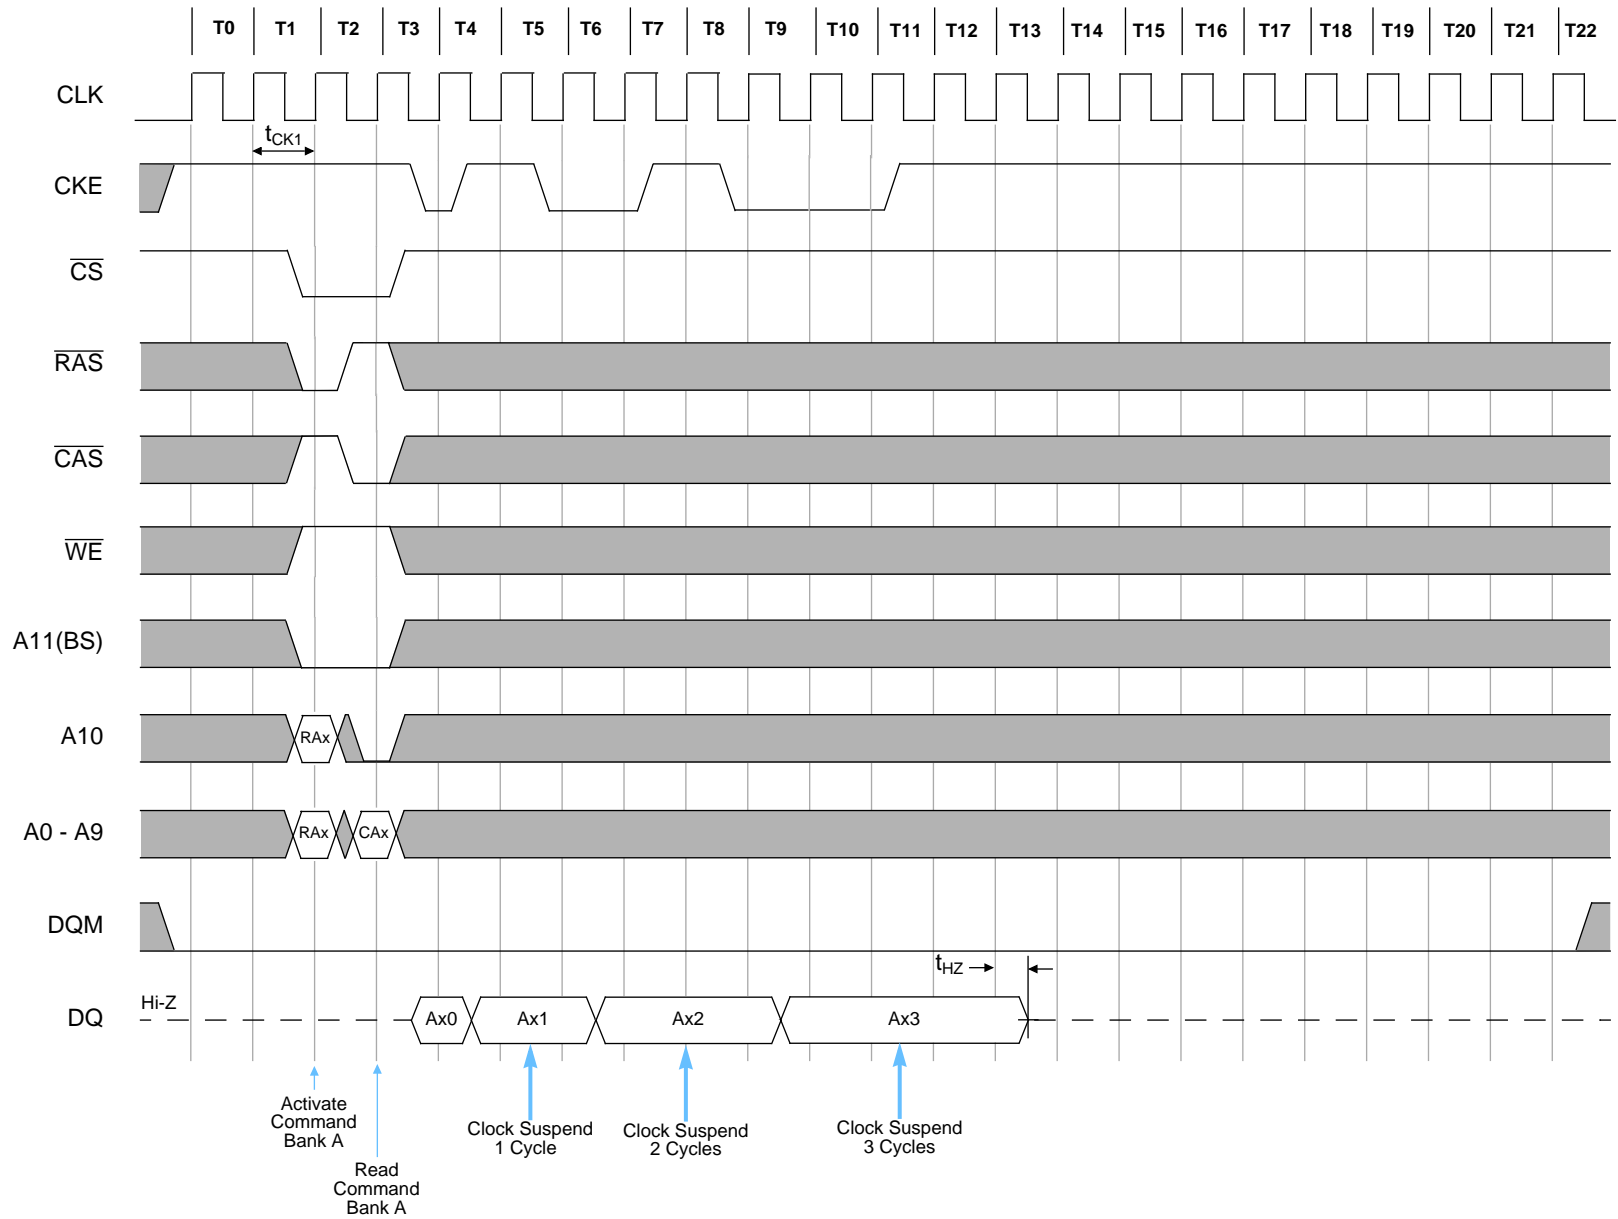 T0 T1 T2 T3 T4 T5 T6 T7 T8 T9 T10 T11 T12 T13 T14 T15 T16 T17 T18 T19 T20 T21 T22
CLK
tCK1
CKE
CS
RAS
CAS
WE
A11(BS)
A10
RAx
A0 - A9
RAx CAx
DQM
tHZ
DQ
Hi-Z
Ax0 Ax1 Ax2 Ax3
Activate
Command
Bank A
Read
Command
Bank A
Clock Suspend
1 Cycle
Clock Suspend
2 Cycles
Clock Suspend
3 Cycles